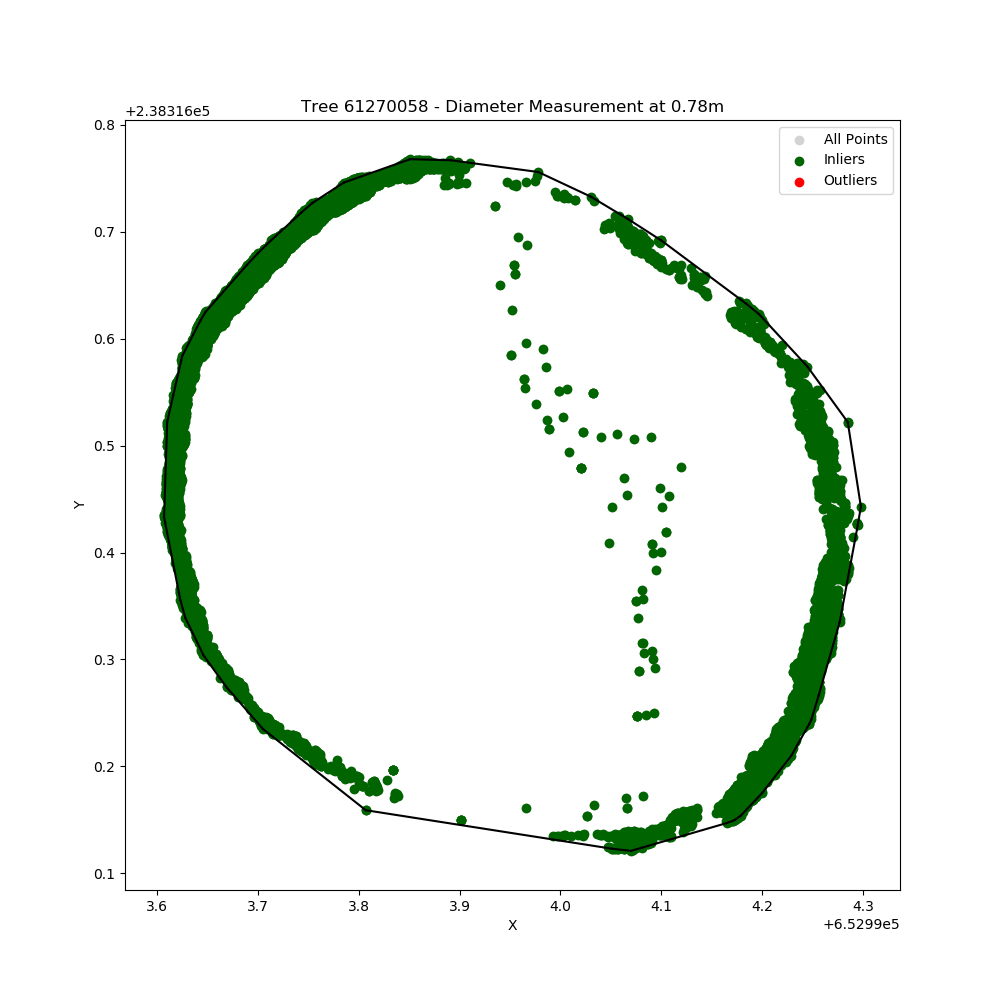 Tree 61270058 - Diameter Measurement at 0.78m
+2.38316e5
All Points
Inliers
Outliers
0.8
0.7
0.6
0.5
0.4
0.3
0.2
0.1
Y
3.6 3.7 3.8 3.9 4.0 4.1 4.2 4.3
X
+6.5299e5